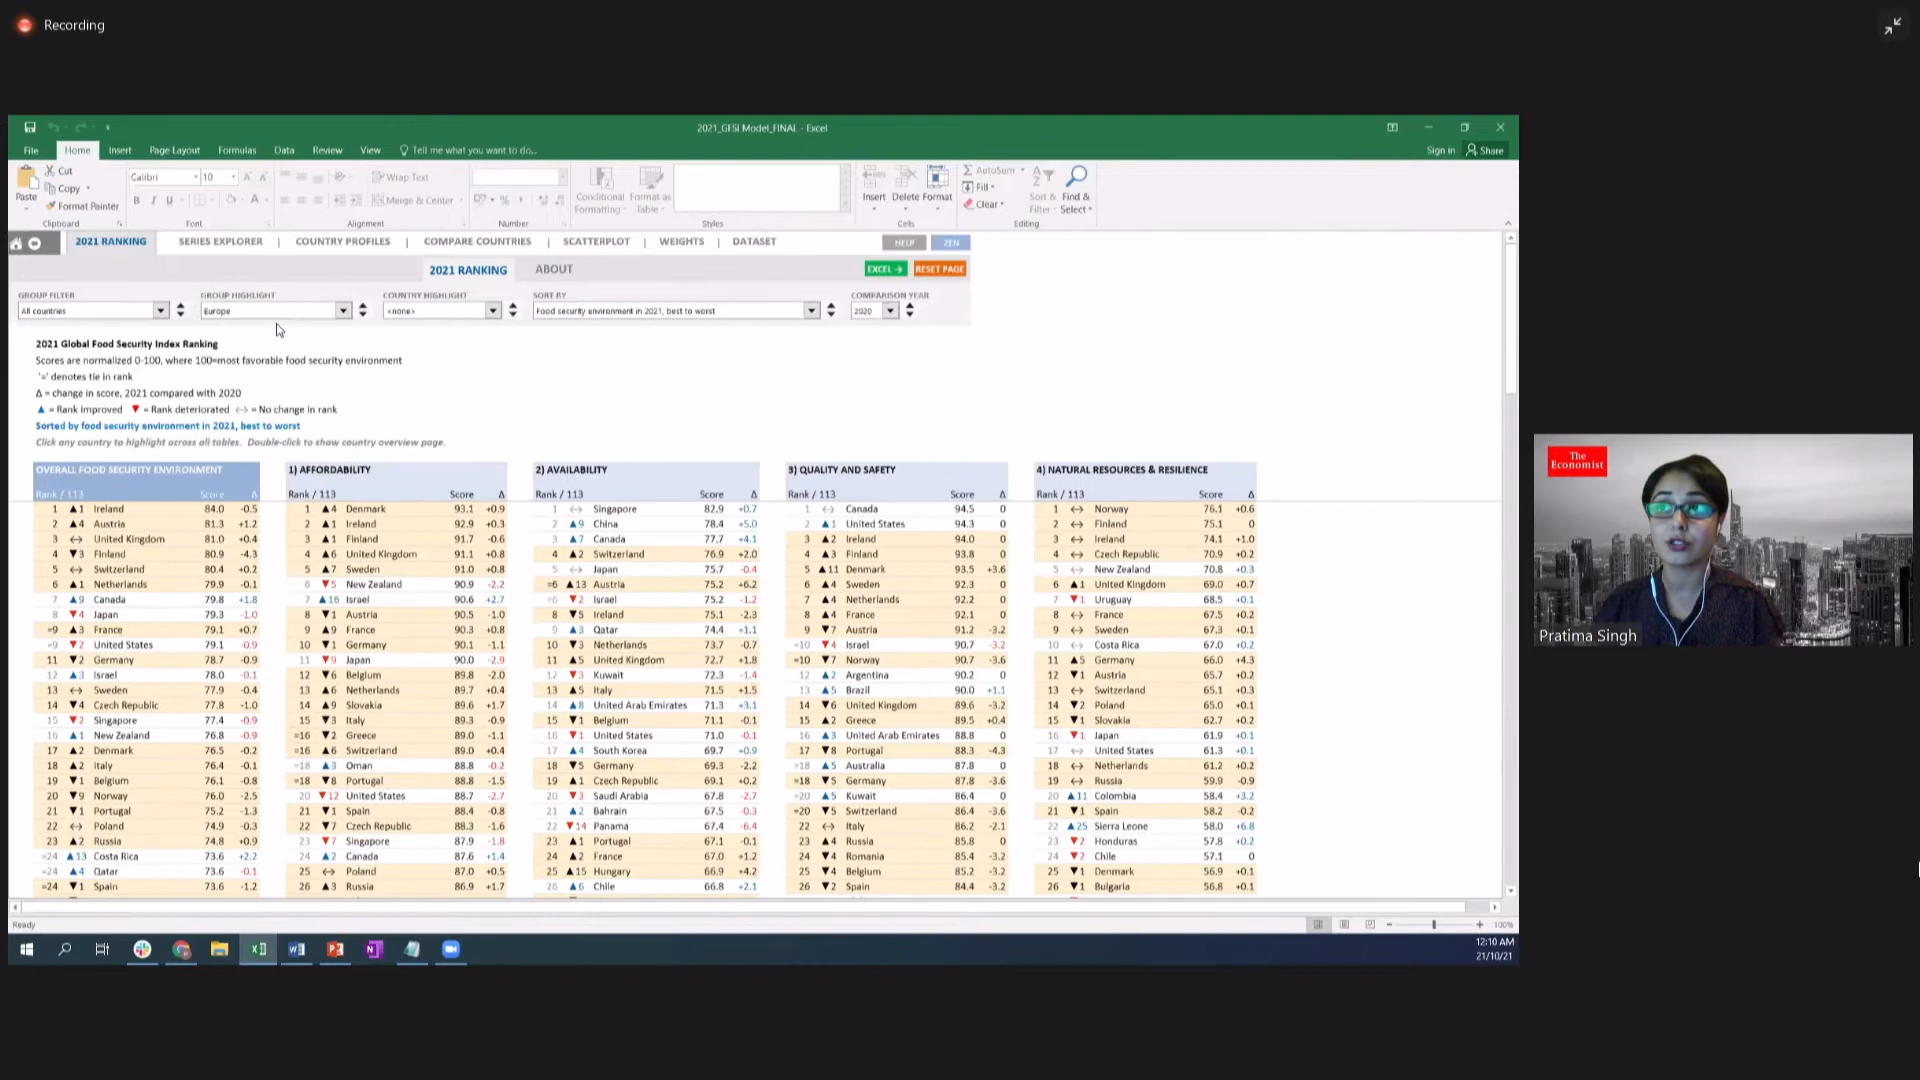 Recording
2021_GFSI Model_FINAL - Excel
File Home Insert Page Layout Formulas Data Review View Tell me what you want to do... Sign in Share
Paste Cut Copy Format Painter Clipboard
Calibri 10 B I U Font
Wrap Text Merge & Center Alignment
% Number
Conditional Formatting Format as Table Styles
Insert Delete Format Cells
AutoSum Fill Clear Sort & Filter Find & Select Editing
2021 RANKING SERIES EXPLORER | COUNTRY PROFILES | COMPARE COUNTRIES | SCATTERPLOT | WEIGHTS | DATASET HELP ZEN
2021 RANKING ABOUT EXCEL → RESET PAGE
GROUP FILTER GROUP HIGHLIGHT COUNTRY HIGHLIGHT SORT BY COMPARISON YEAR
All countries Europe <none> Food security environment in 2021, best to worst 2020
2021 Global Food Security Index Ranking
Scores are normalized 0-100, where 100=most favorable food security environment
'=' denotes tie in rank
Δ = change in score, 2021 compared with 2020
▲ = Rank improved ▼ = Rank deteriorated ↔ = No change in rank
Sorted by food security environment in 2021, best to worst
Click any country to highlight across all tables. Double-click to show country overview page.
OVERALL FOOD SECURITY ENVIRONMENT 1) AFFORDABILITY 2) AVAILABILITY 3) QUALITY AND SAFETY 4) NATURAL RESOURCES & RESILIENCE
Rank / 113 Score Δ Rank / 113 Score Δ Rank / 113 Score Δ Rank / 113 Score Δ Rank / 113 Score Δ
1 ▲1 Ireland 84.0 -0.5 1 ▲4 Denmark 93.1 +0.9 1 ↔ Singapore 82.9 +0.7 1 ↔ Canada 94.5 0 1 ↔ Norway 76.1 +0.6
2 ▲4 Austria 81.3 +1.2 2 ▲1 Ireland 92.9 +0.3 2 ▲9 China 78.4 +5.0 2 ▲1 United States 94.3 0 2 ↔ Finland 75.1 0
3 ↔ United Kingdom 81.0 +0.4 3 ▲1 Finland 91.7 -0.6 3 ▲7 Canada 77.7 +4.1 3 ▲2 Ireland 94.0 0 3 ↔ Ireland 74.1 +1.0
4 ▼3 Finland 80.9 -4.3 4 ▲6 United Kingdom 91.1 +0.8 4 ▲2 Switzerland 76.9 +2.0 4 ▲3 Finland 93.8 0 4 ↔ Czech Republic 70.9 +0.2
5 ↔ Switzerland 80.4 +0.2 5 ▲7 Sweden 91.0 +0.8 5 ↔ Japan 75.7 -0.4 5 ▲11 Denmark 93.5 +3.6 5 ↔ New Zealand 70.8 +0.3
6 ▲1 Netherlands 79.9 -0.1 6 ▼5 New Zealand 90.9 -2.2 =6 ▲13 Austria 75.2 +6.2 6 ▲4 Sweden 92.3 0 6 ▲1 United Kingdom 69.0 +0.7
7 ▲9 Canada 79.8 +1.8 7 ▲16 Israel 90.6 +2.7 =6 ▼2 Israel 75.2 -1.2 7 ▲4 Netherlands 92.2 0 7 ▼1 Uruguay 68.5 +0.1
8 ▼4 Japan 79.3 -1.0 8 ▼1 Austria 90.5 -1.0 8 ▼5 Ireland 75.1 -2.3 8 ▲4 France 92.1 0 8 ↔ France 67.5 +0.2
=9 ▲3 France 79.1 +0.7 9 ▲9 France 90.3 +0.8 9 ▲3 Qatar 74.4 +1.1 9 ▼7 Austria 91.2 -3.2 9 ↔ Sweden 67.3 +0.1
=9 ▼2 United States 79.1 -0.9 10 ▼1 Germany 90.1 -1.1 10 ▼3 Netherlands 73.7 -0.7 =10 ▼4 Israel 90.7 -3.2 10 ↔ Costa Rica 67.0 +0.2
11 ▼2 Germany 78.7 -0.9 11 ▼9 Japan 90.0 -2.9 11 ▲5 United Kingdom 72.7 +1.8 =10 ▼7 Norway 90.7 -3.6 11 ▲5 Germany 66.0 +4.3
12 ▲3 Israel 78.0 -0.1 12 ▼6 Belgium 89.8 -2.0 12 ▼3 Kuwait 72.3 -1.4 12 ▲2 Argentina 90.2 0 12 ▼1 Austria 65.7 +0.2
13 ↔ Sweden 77.9 -0.4 13 ▲6 Netherlands 89.7 +0.4 13 ▲5 Italy 71.5 +1.5 13 ▲5 Brazil 90.0 +1.1 13 ↔ Switzerland 65.1 +0.3
14 ▼4 Czech Republic 77.8 -1.0 14 ▲9 Slovakia 89.6 +1.7 14 ▲8 United Arab Emirates 71.3 +3.1 14 ▼6 United Kingdom 89.6 -3.2 14 ▼2 Poland 65.0 +0.1
15 ▼2 Singapore 77.4 -0.9 15 ▼3 Italy 89.3 -0.9 15 ▼1 Belgium 71.1 -0.1 15 ▲2 Greece 89.5 +0.4 15 ▼1 Slovakia 62.7 +0.2
16 ▲1 New Zealand 76.8 -0.9 =16 ▼2 Greece 89.0 -1.1 16 ▼1 United States 71.0 -0.1 16 ▲3 United Arab Emirates 88.8 0 16 ▼1 Japan 61.9 +0.1
17 ▲2 Denmark 76.5 -0.2 =16 ▲6 Switzerland 89.0 +0.4 17 ▲4 South Korea 69.7 +0.9 17 ▼8 Portugal 88.3 -4.3 17 ↔ United States 61.3 +0.1
18 ▲2 Italy 76.4 -0.1 =18 ▲3 Oman 88.8 -0.2 18 ▼5 Germany 69.3 -2.2 =18 ▲5 Australia 87.8 0 18 ↔ Netherlands 61.2 +0.2
19 ▼1 Belgium 76.1 -0.8 =18 ▼8 Portugal 88.8 -1.5 19 ▲1 Czech Republic 69.1 +0.2 =18 ▼5 Germany 87.8 -3.6 19 ↔ Russia 59.9 -0.9
20 ▼9 Norway 76.0 -2.5 20 ▼12 United States 88.7 -2.7 20 ▼3 Saudi Arabia 67.8 -2.7 =20 ▲5 Kuwait 86.4 0 20 ▲11 Colombia 58.4 +3.2
21 ▼1 Portugal 75.2 -1.3 21 ▼1 Spain 88.4 -0.8 21 ▲2 Bahrain 67.5 -0.3 =20 ▼5 Switzerland 86.4 -3.6 21 ▼1 Spain 58.2 -0.2
22 ↔ Poland 74.9 -0.3 22 ▼7 Czech Republic 88.3 -1.6 22 ▼14 Panama 67.4 -6.4 22 ↔ Italy 86.2 -2.1 22 ▲25 Sierra Leone 58.0 +6.8
23 ▲2 Russia 74.8 +0.9 23 ▼7 Singapore 87.9 -1.8 23 ▲1 Portugal 67.1 -0.1 23 ▲4 Russia 85.8 0 23 ▼2 Honduras 57.8 +0.2
=24 ▲13 Costa Rica 73.6 +2.2 24 ▲2 Canada 87.6 +1.4 24 ▲2 France 67.0 +1.2 24 ▼4 Romania 85.4 -3.2 24 ▼2 Chile 57.1 0
=24 ▲4 Qatar 73.6 -0.1 25 ↔ Poland 87.0 +0.5 25 ▲15 Hungary 66.9 +4.2 25 ▼4 Belgium 85.2 -3.2 25 ▼1 Denmark 56.9 +0.1
=24 ▼1 Spain 73.6 -1.2 26 ▲3 Russia 86.9 +1.7 26 ▲6 Chile 66.8 +2.1 26 ▼2 Spain 84.4 -3.2 26 ▼1 Bulgaria 56.8 +0.1
Ready 100%
12:10 AM
21/10/21
The
Economist
Pratima Singh